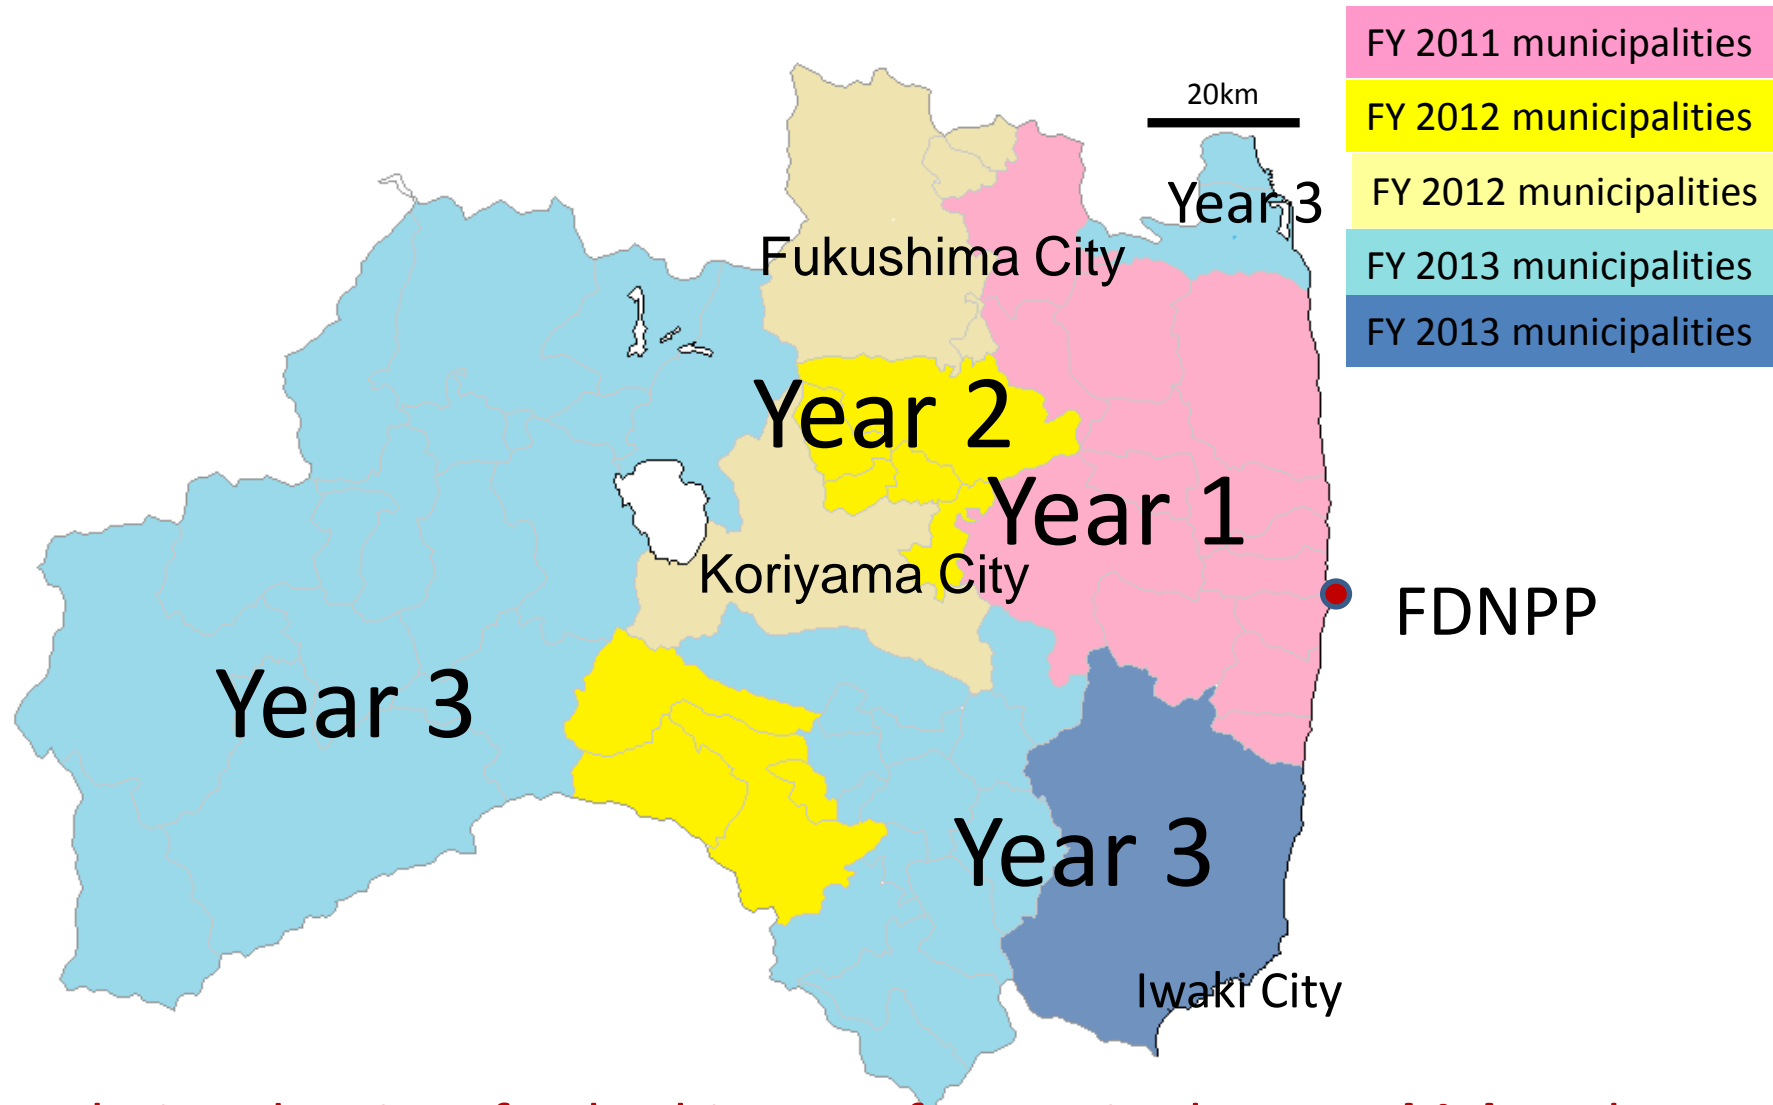 FY 2011 municipalities
20km
FY 2012 municipalities
FY 2012 municipalities
Year 3
Fukushima City
FY 2013 municipalities
FY 2013 municipalities
Year 2
Year 1
Koriyama City
FDNPP
Year 3
Year 3
Iwaki City